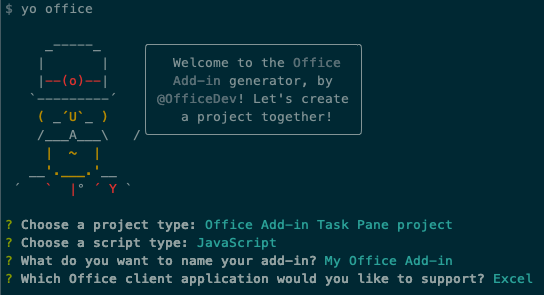 $ yo office
Welcome to the Office
Add-in generator, by
@OfficeDev! Let's create
a project together!
? Choose a project type: Office Add-in Task Pane project
? Choose a script type: JavaScript
? What do you want to name your add-in? My Office Add-in
? Which Office client application would you like to support? Excel